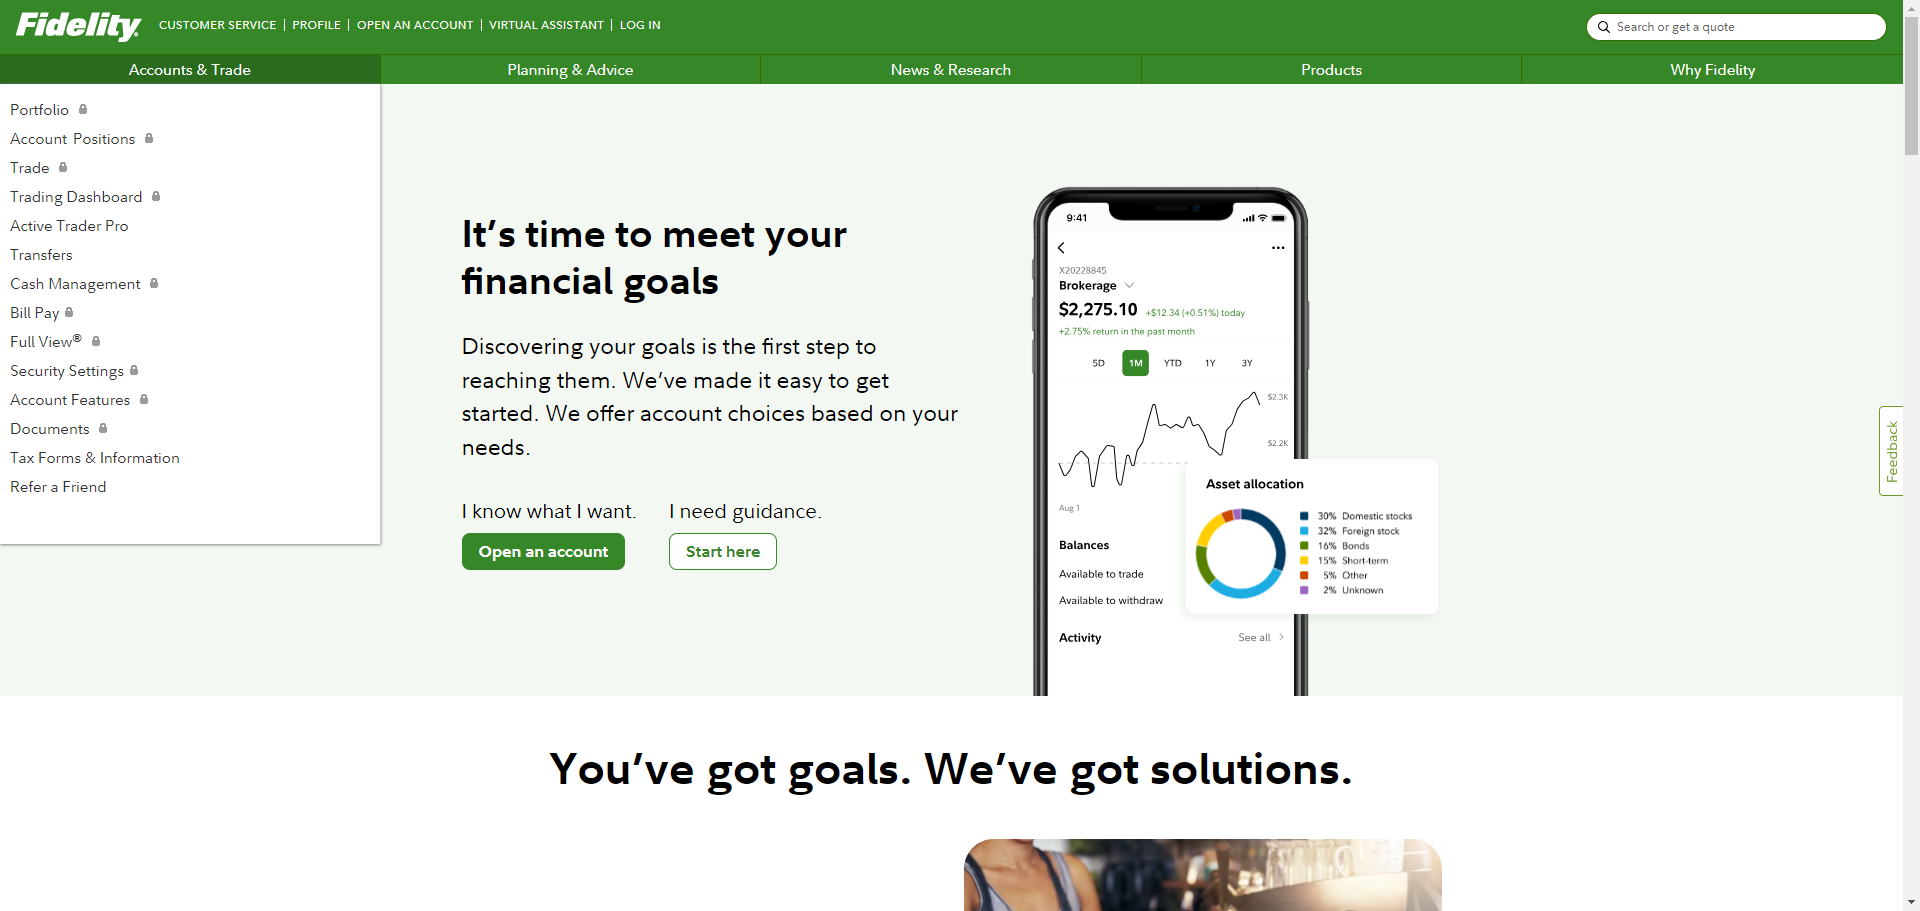 Fidelity
CUSTOMER SERVICE | PROFILE | OPEN AN ACCOUNT | VIRTUAL ASSISTANT | LOG IN
Search or get a quote
Accounts & Trade
Planning & Advice
News & Research
Products
Why Fidelity
Portfolio
Account Positions
Trade
Trading Dashboard
Active Trader Pro
Transfers
Cash Management
Bill Pay
Full View®
Security Settings
Account Features
Documents
Tax Forms & Information
Refer a Friend
It’s time to meet your
financial goals
Discovering your goals is the first step to
reaching them. We’ve made it easy to get
started. We offer account choices based on your
needs.
I know what I want.
Open an account
I need guidance.
Start here
9:41
X20228845
Brokerage
$2,275.10 +$12.34 (+0.51%) today
+2.75% return in the past month
5D 1M YTD 1Y 3Y
$2.3K
$2.2K
Aug 1
Balances
Available to trade
Available to withdraw
Activity
See all
Asset allocation
30% Domestic stocks
32% Foreign stock
16% Bonds
15% Short-term
5% Other
2% Unknown
Feedback
You’ve got goals. We’ve got solutions.